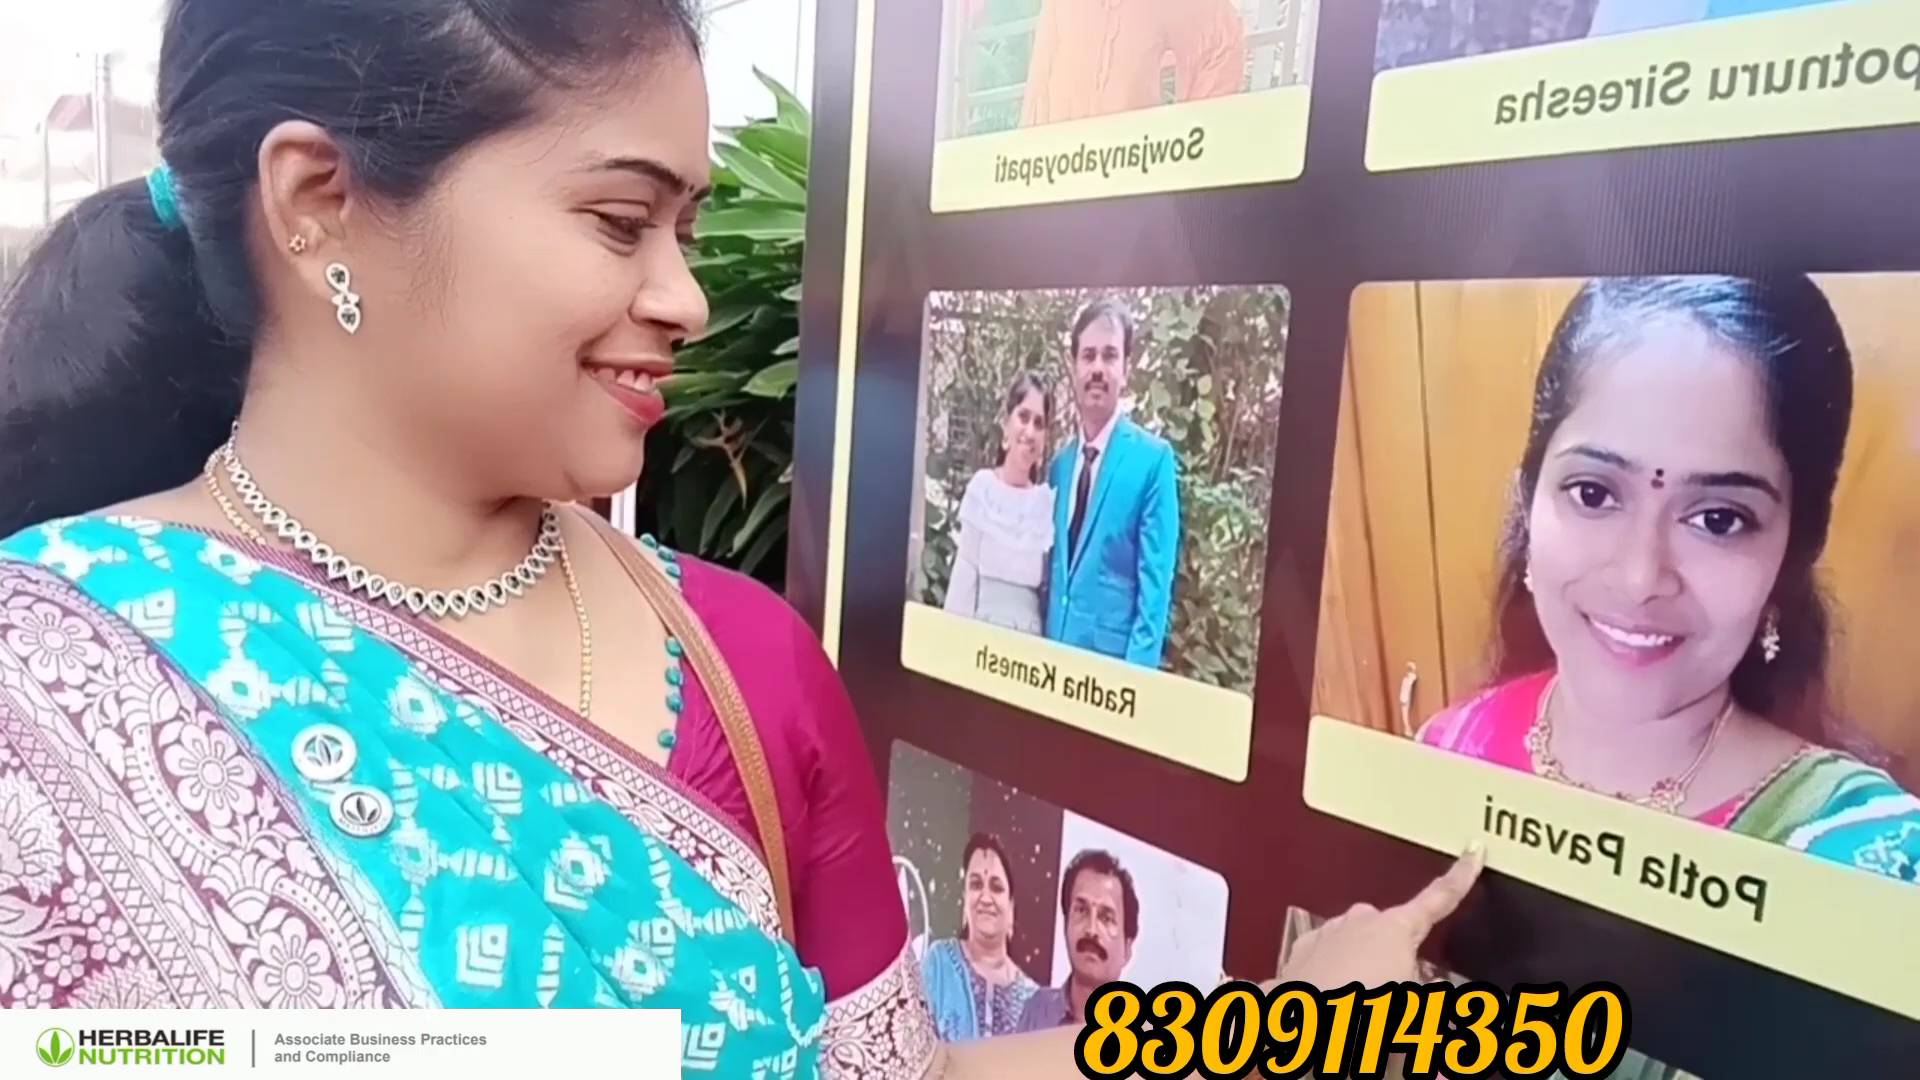 potnuru Sireesha
Sowjanyaboyapati
Radha Kamesh
Potla Pavani
8309114350
HERBALIFE
NUTRITION
Associate Business Practices
and Compliance